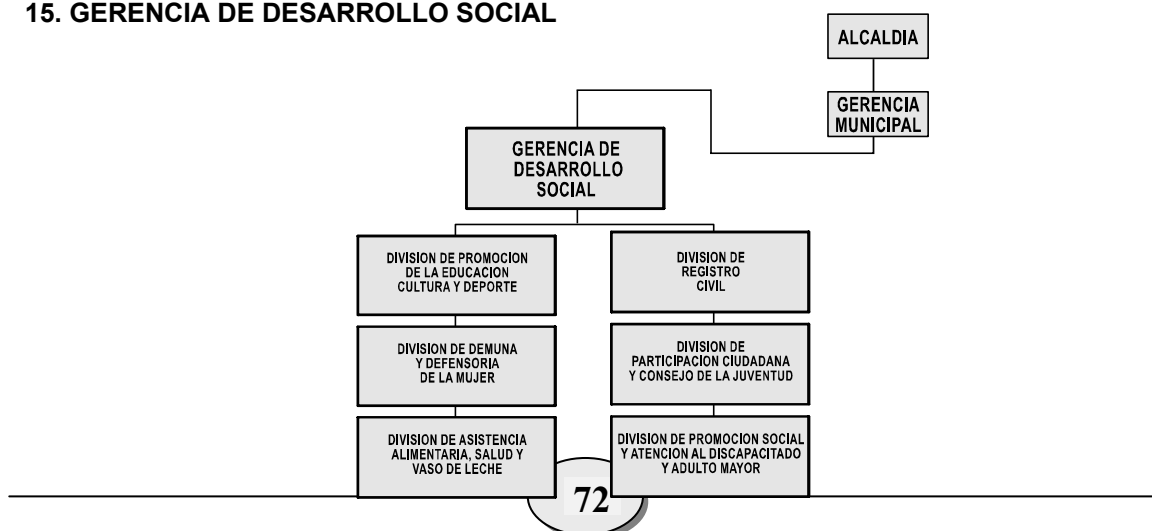 15. GERENCIA DE DESARROLLO SOCIAL
ALCALDIA
GERENCIA
MUNICIPAL
GERENCIA DE
DESARROLLO
SOCIAL
DIVISION DE PROMOCION
DE LA EDUCACION
CULTURA Y DEPORTE
DIVISION DE
REGISTRO
CIVIL
DIVISION DE DEMUNA
Y DEFENSORIA
DE LA MUJER
DIVISION DE
PARTICIPACION CIUDADANA
Y CONSEJO DE LA JUVENTUD
DIVISION DE ASISTENCIA
ALIMENTARIA, SALUD Y
VASO DE LECHE
DIVISION DE PROMOCION SOCIAL
Y ATENCION AL DISCAPACITADO
Y ADULTO MAYOR
72